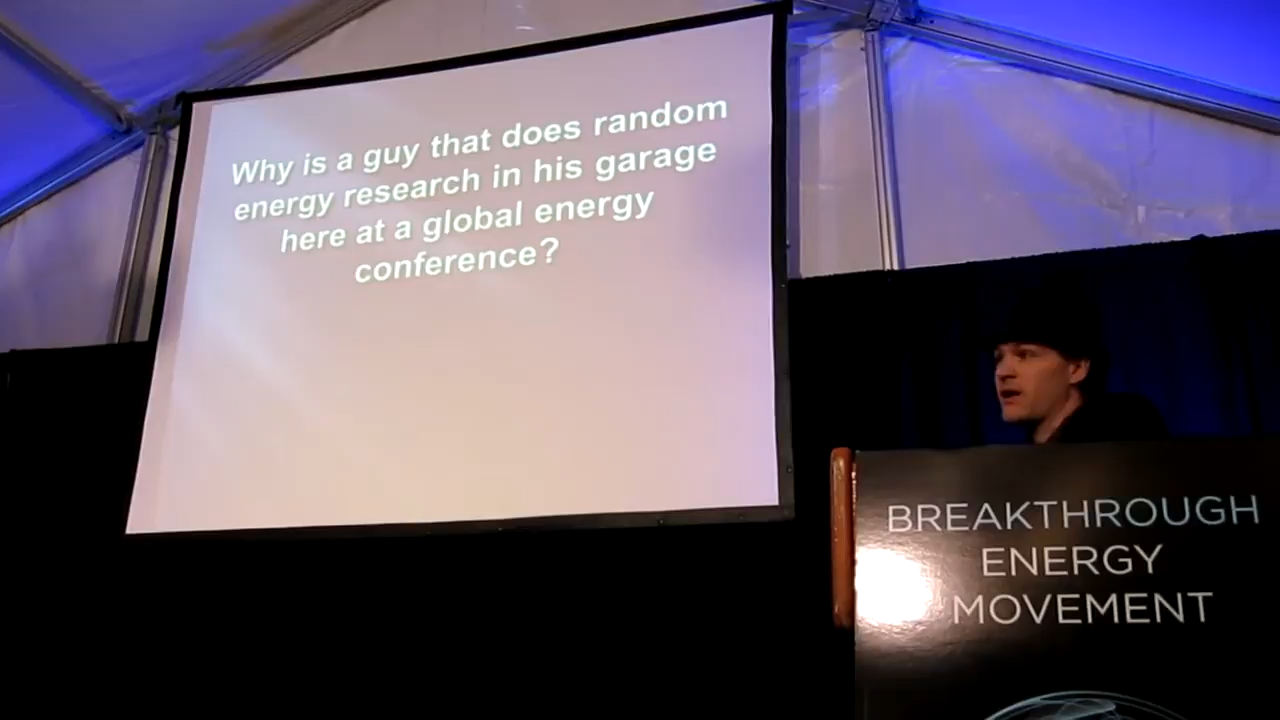 Why is a guy that does random
energy research in his garage
here at a global energy
conference?
BREAKTHROUGH
ENERGY
MOVEMENT